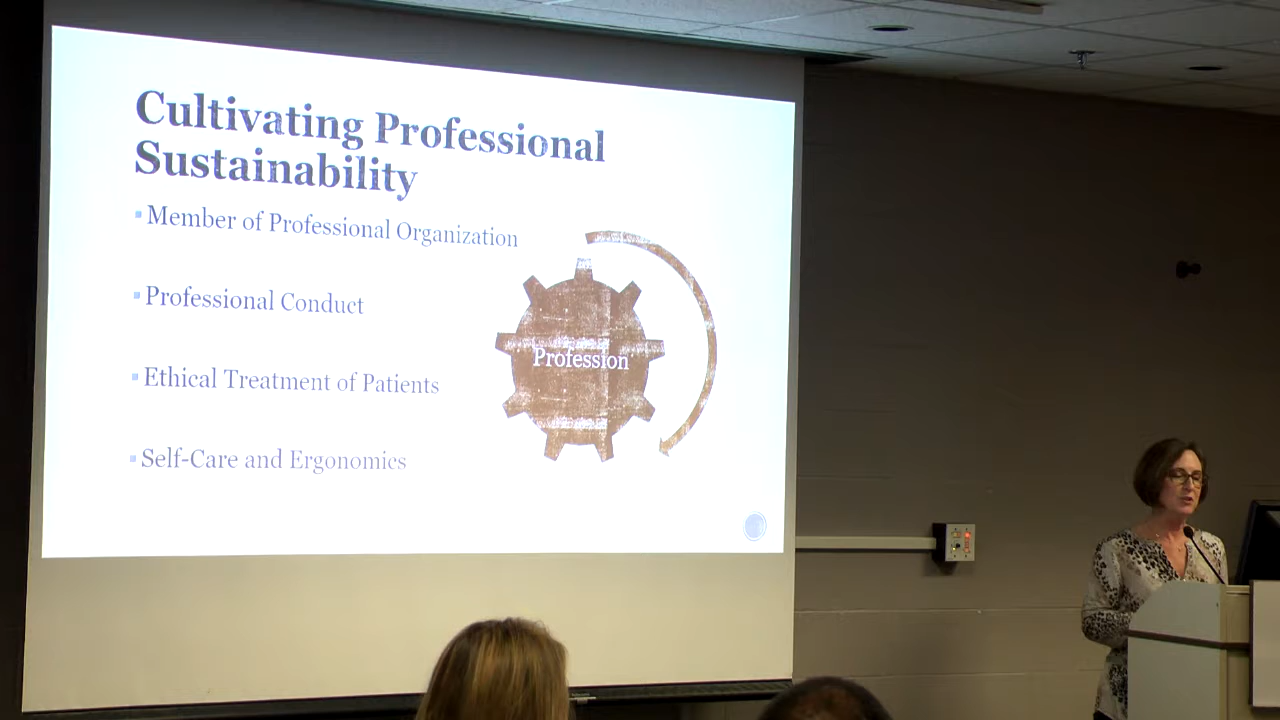 Cultivating Professional
Sustainability
Member of Professional Organization
Professional Conduct
Ethical Treatment of Patients
Self-Care and Ergonomics
Profession